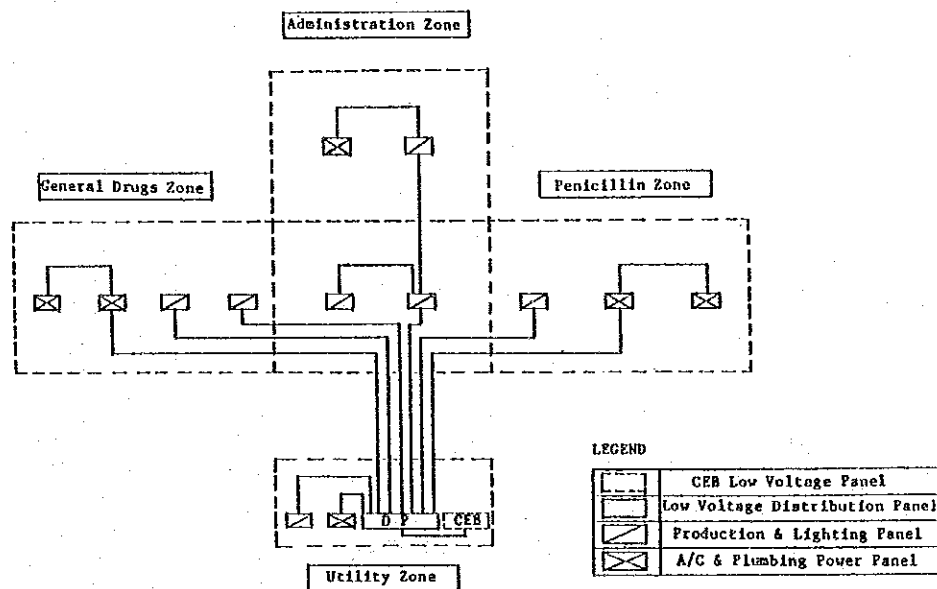 Administration Zone
General Drugs Zone
Penicillin Zone
D P
CEB
Utility Zone
LEGEND
CEB Low Voltage Panel
Low Voltage Distribution Panel
Production & Lighting Panel
A/C & Plumbing Power Panel